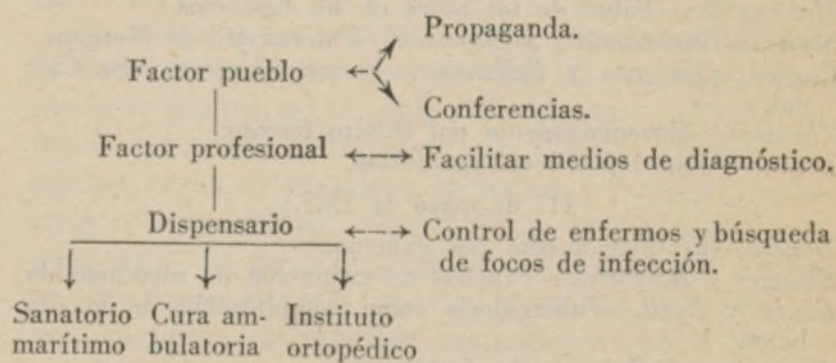 Propaganda.
Factor pueblo
Conferencias.
Factor profesional
Facilitar medios de diagnóstico.
Dispensario
Control de enfermos y búsqueda
de focos de infección.
Sanatorio
marítimo
Cura am-
bulatoria
Instituto
ortopédico